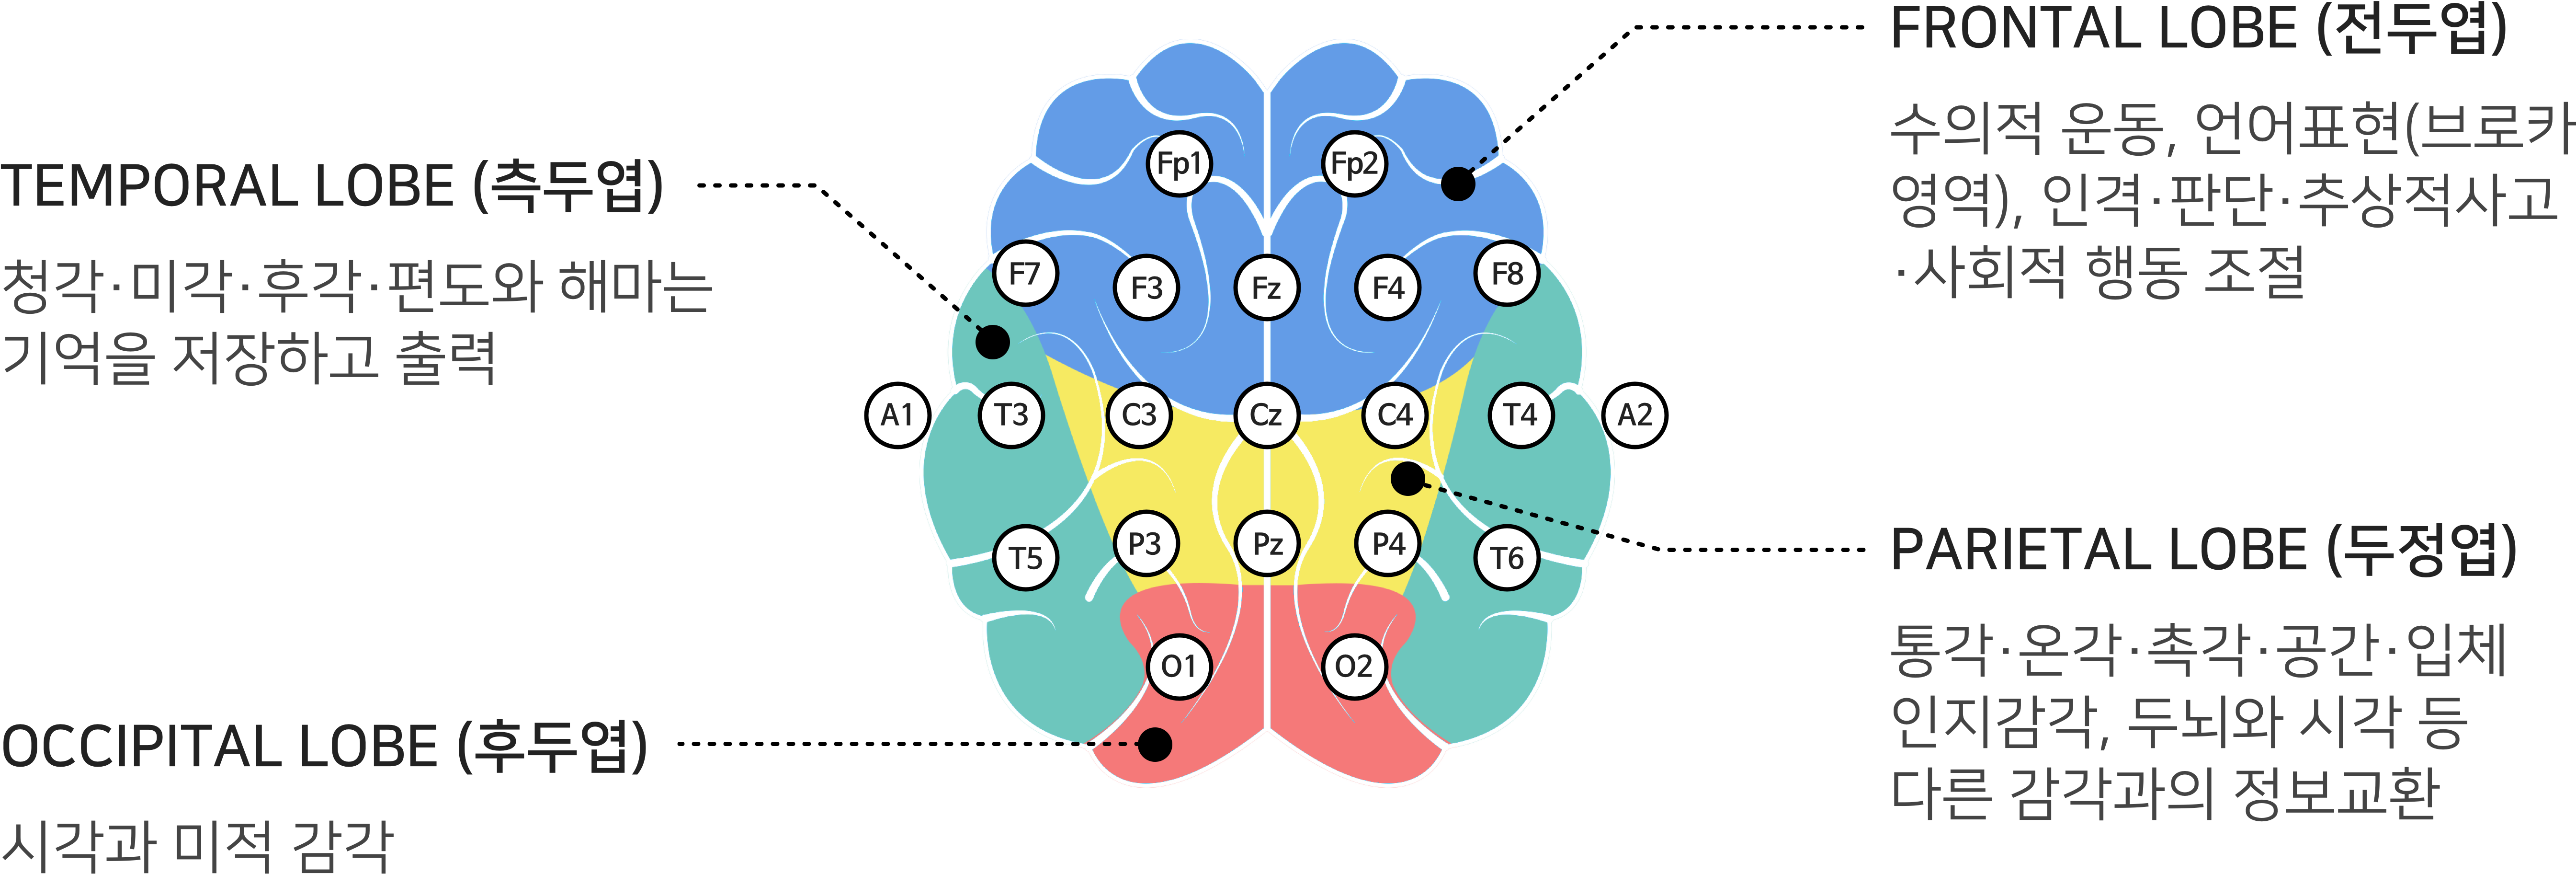 FRONTAL LOBE (전두엽)
수의적 운동, 언어표현(브로카
영역), 인격·판단·추상적사고
·사회적 행동 조절
TEMPORAL LOBE (측두엽)
청각·미각·후각·편도와 해마는
기억을 저장하고 출력
Fp1 Fp2
F7 F3 Fz F4 F8
A1 T3 C3 Cz C4 T4 A2
T5 P3 Pz P4 T6
O1 O2
PARIETAL LOBE (두정엽)
통각·온각·촉각·공간·입체
인지감각, 두뇌와 시각 등
다른 감각과의 정보교환
OCCIPITAL LOBE (후두엽)
시각과 미적 감각